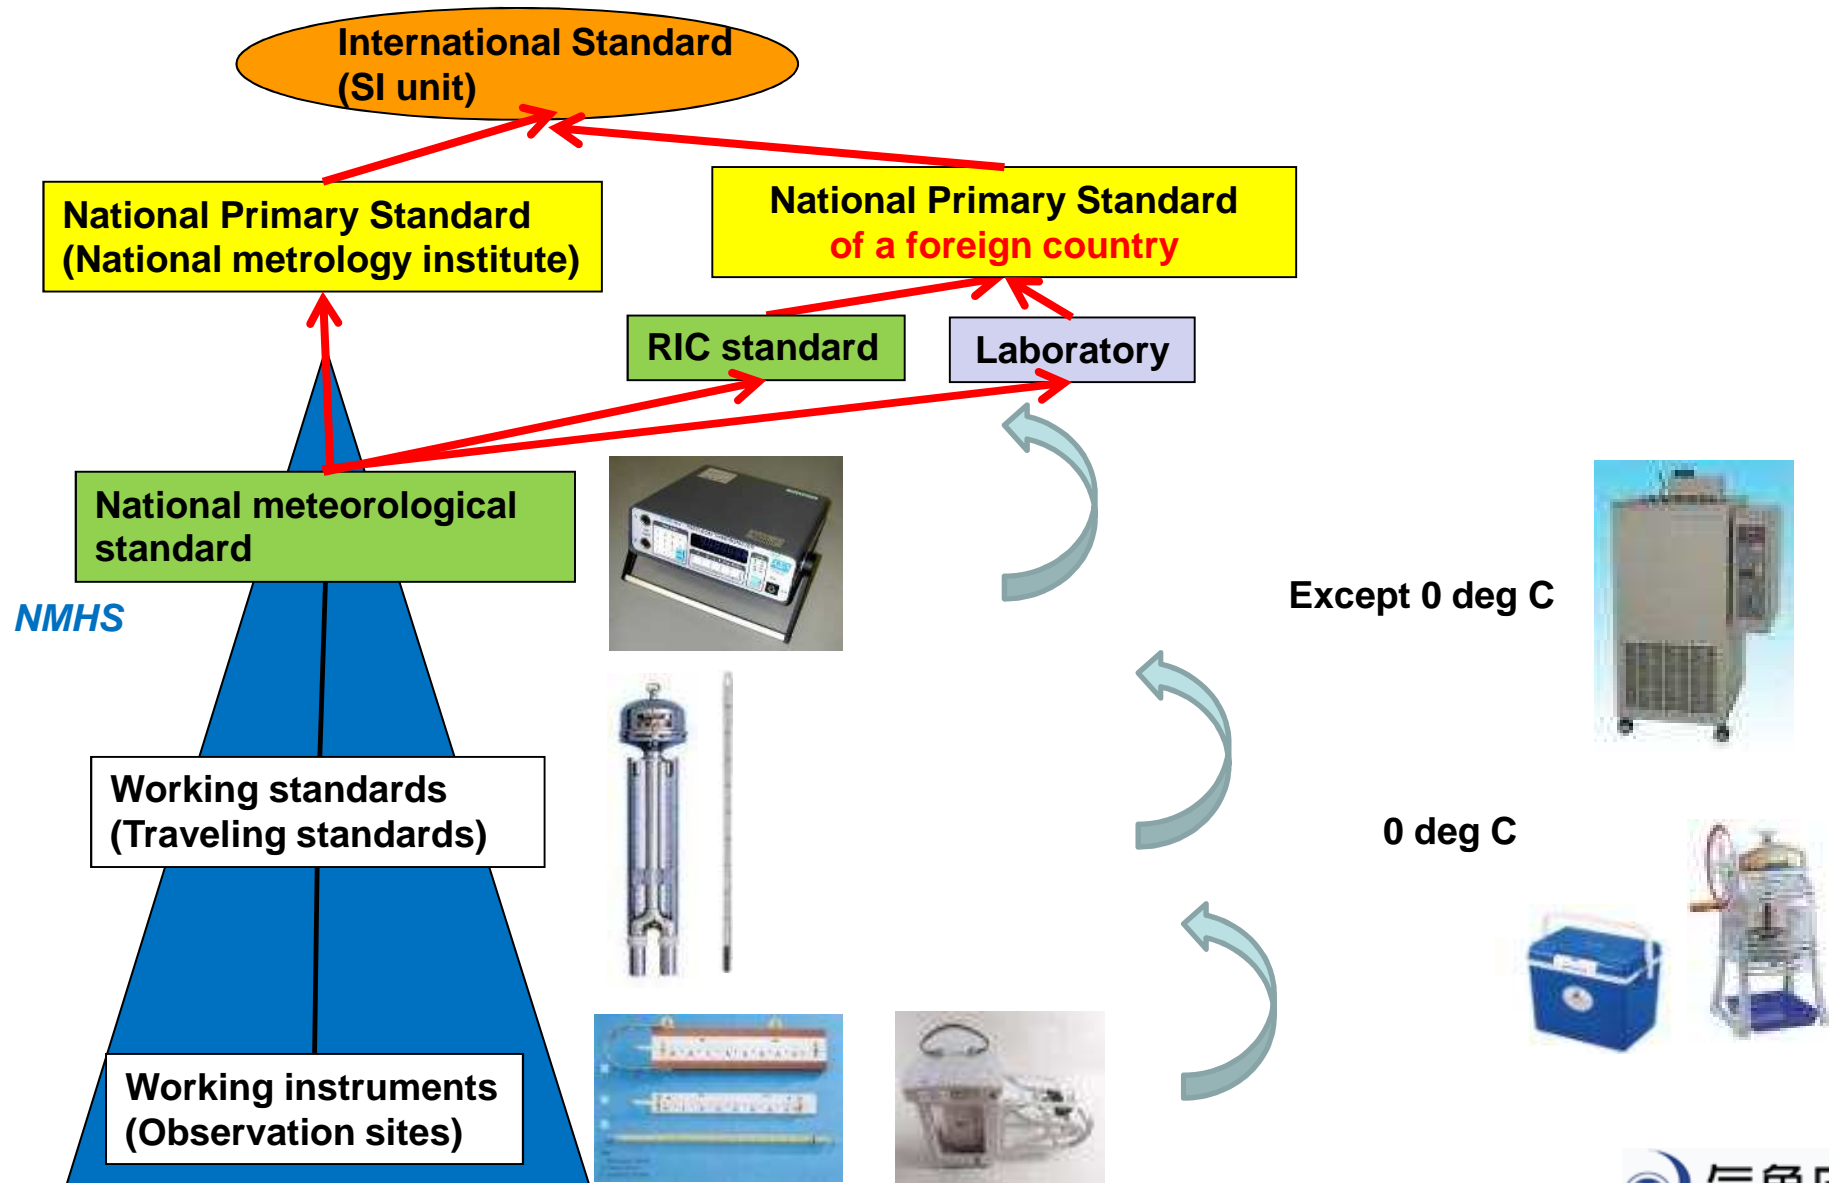 International Standard
(SI unit)
National Primary Standard
(National metrology institute)
National Primary Standard
of a foreign country
RIC standard
Laboratory
National meteorological
standard
NMHS
Except 0 deg C
Working standards
(Traveling standards)
0 deg C
Working instruments
(Observation sites)